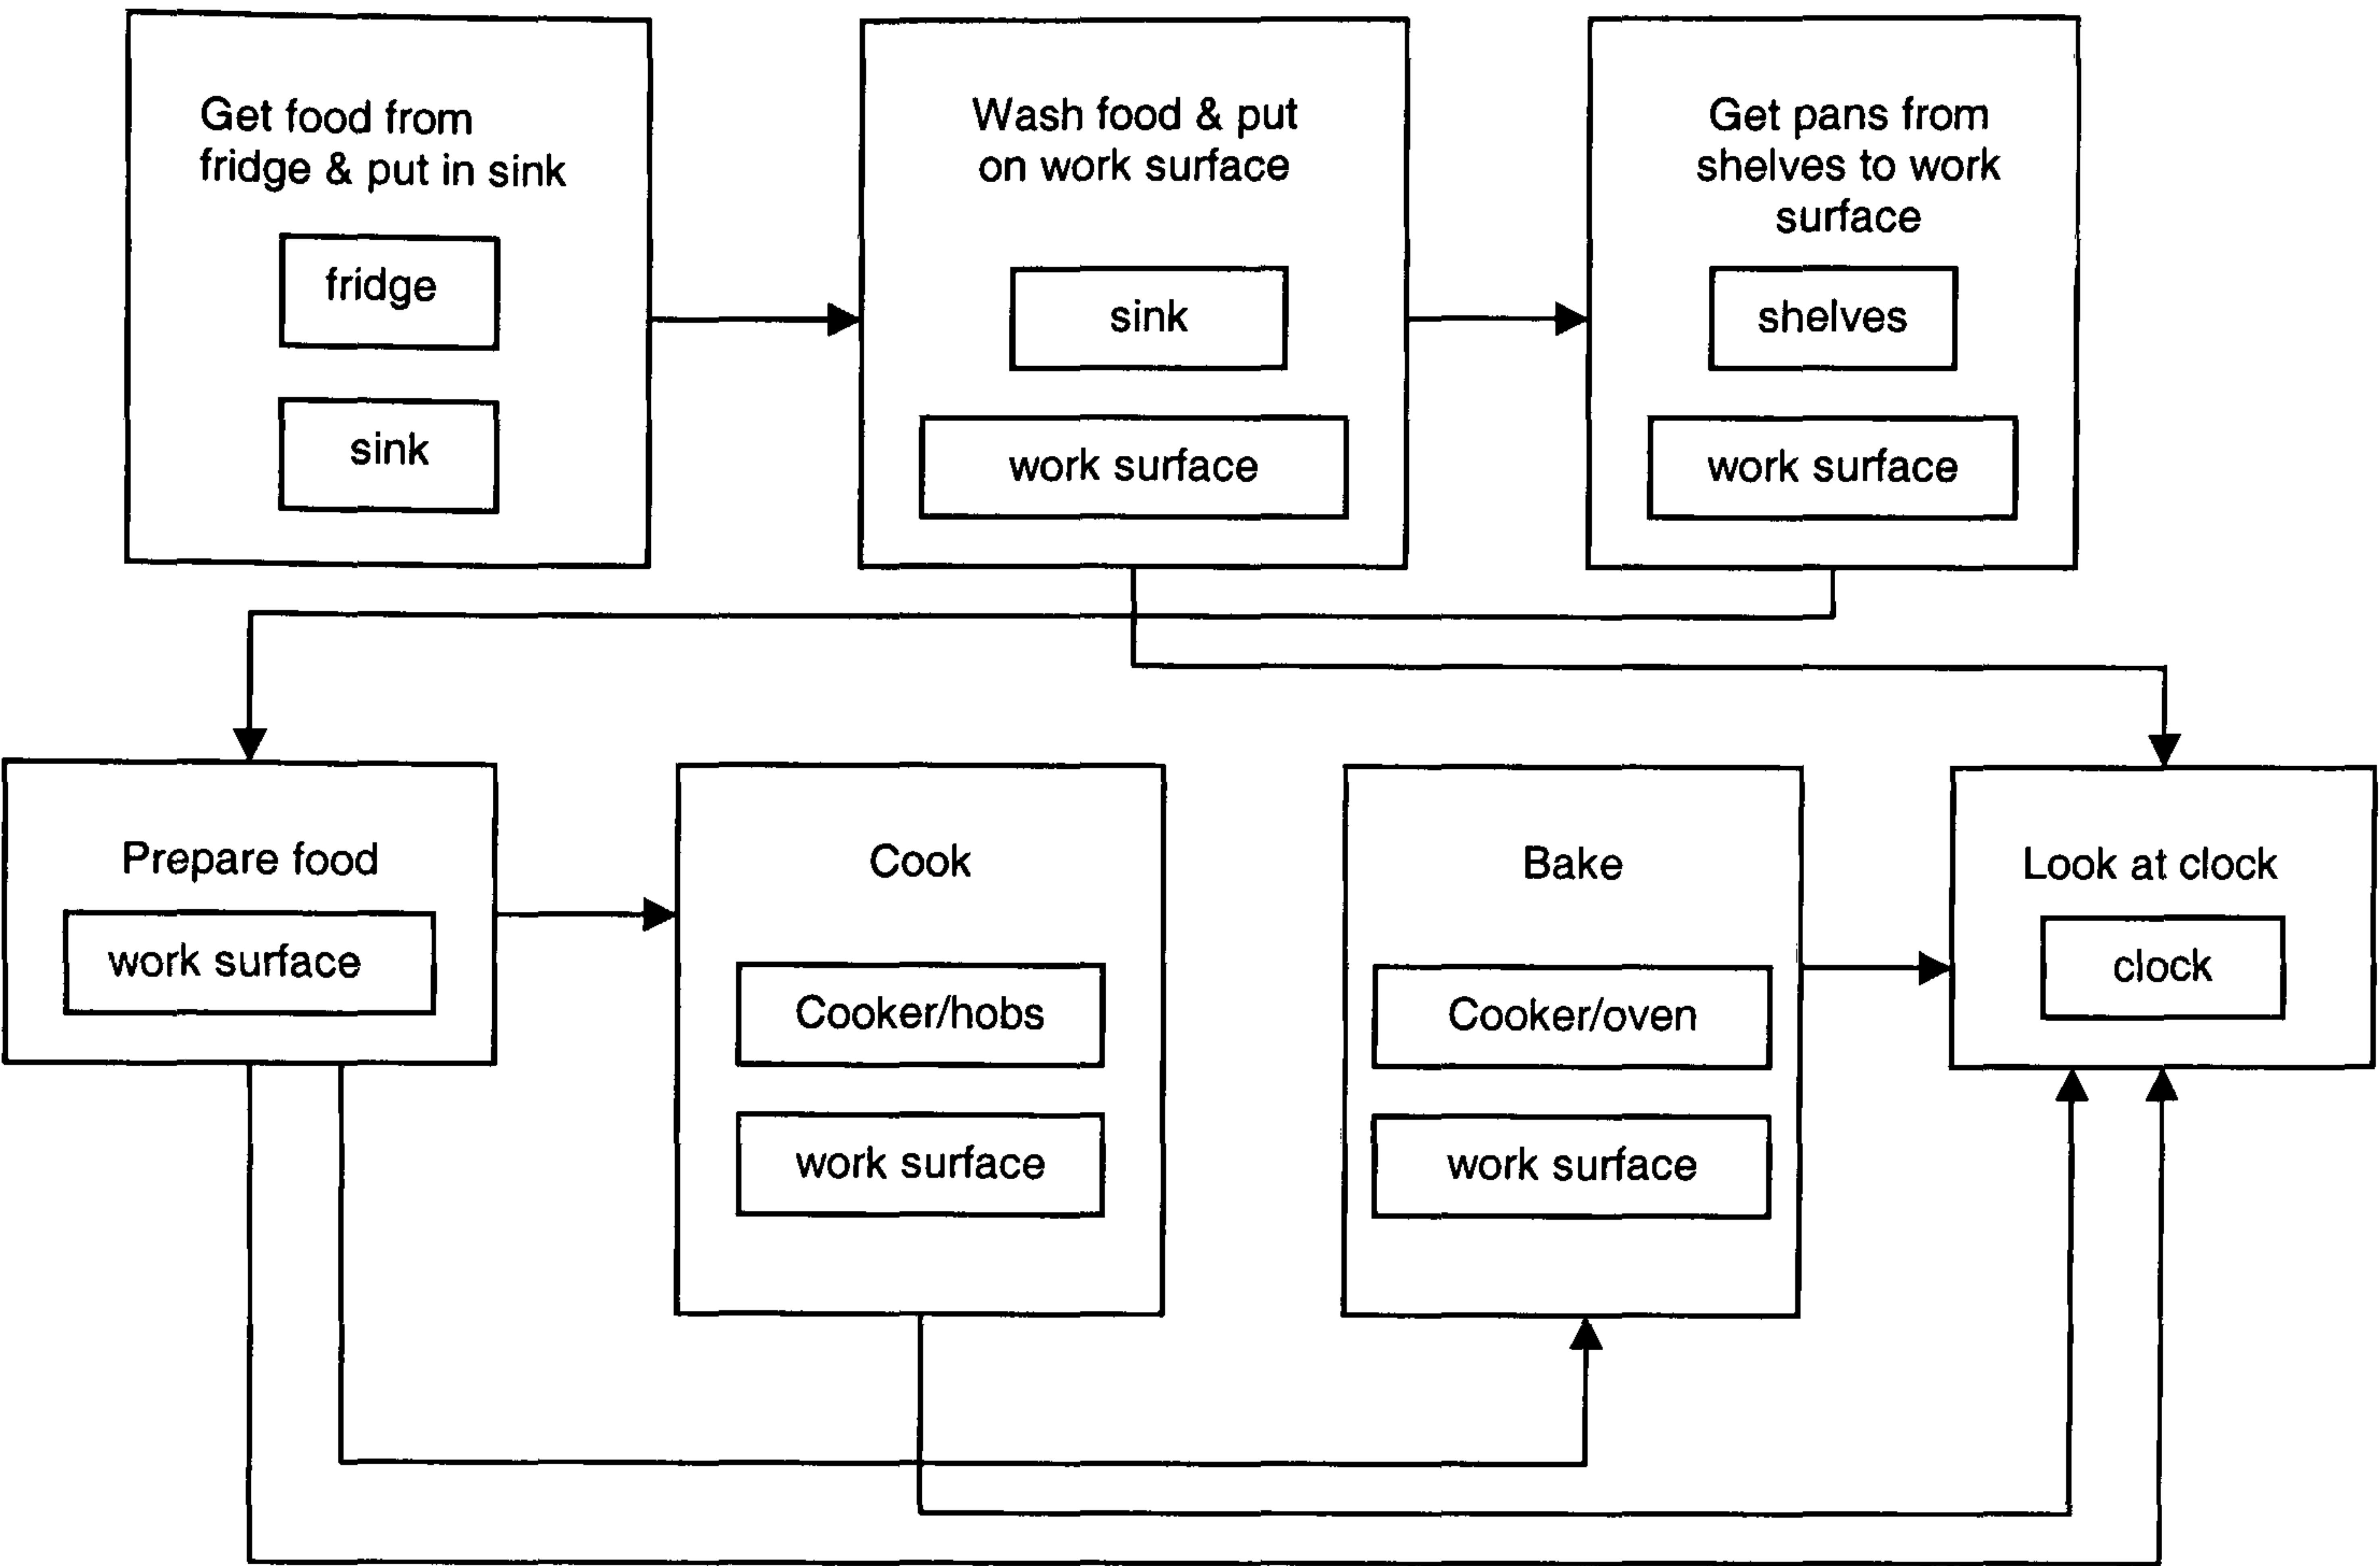 Get food from
fridge & put in sink
fridge
sink
Wash food & put
on work surface
sink
work surface
Get pans from
shelves to work
surface
shelves
work surface
Prepare food
work surface
Cook
Cooker/hobs
work surface
Bake
Cooker/oven
work surface
Look at clock
clock